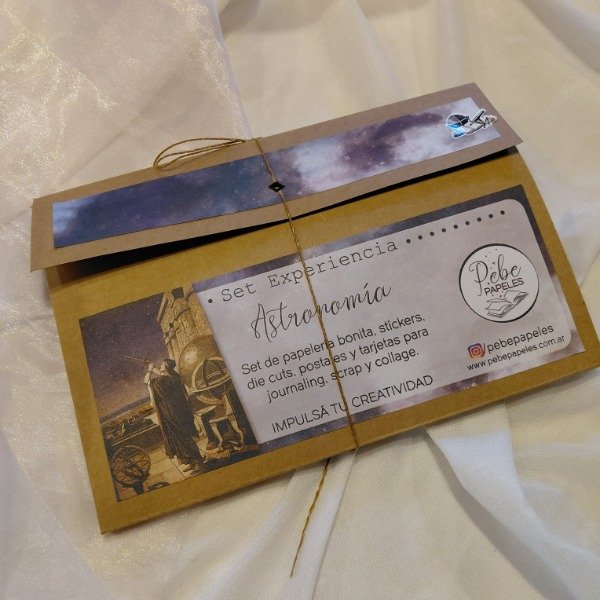 • Set Experiencia • • • • • • • • •
Astronomía
Set de papelería bonita, stickers,
die cuts, postales y tarjetas para
journaling, scrap y collage.
IMPULSÁ TU CREATIVIDAD
Pebe
PAPELES
/pebepapeles
www.pebepapeles.com.ar